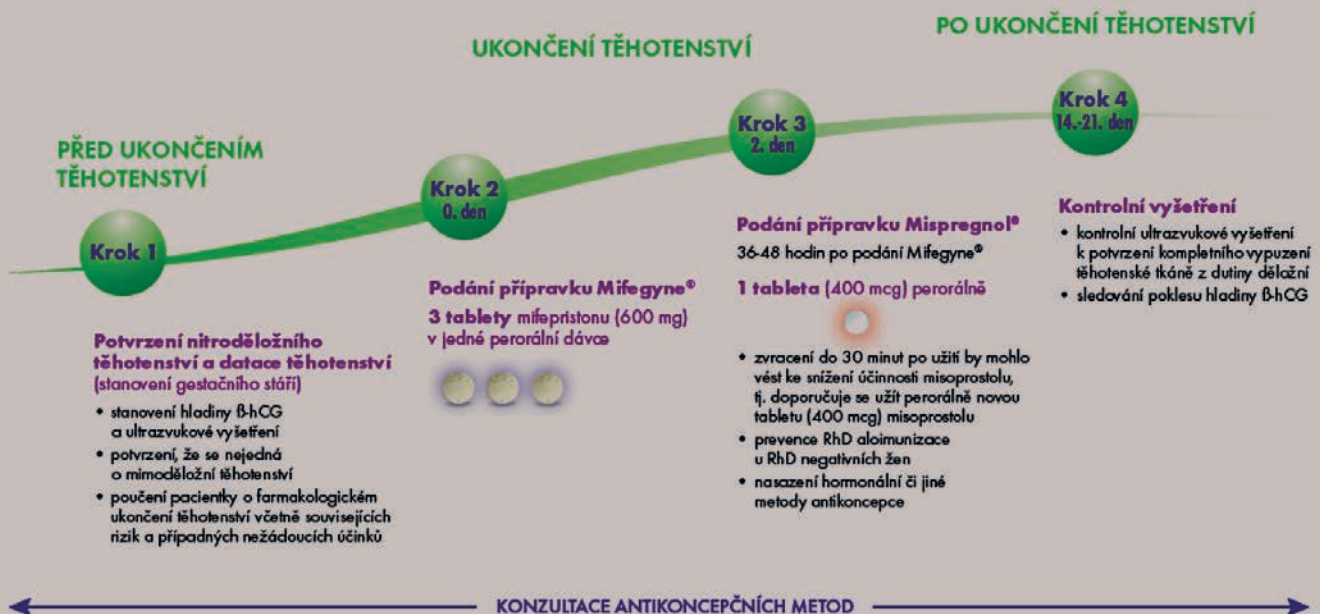 PŘED UKONČENÍM
TĚHOTENSTVÍ
Krok 1
Potvrzení nitroděložního
těhotenství a datace těhotenství
(stanovení gestačního stáří)
• stanovení hladiny β-hCG
a ultrazvukové vyšetření
• potvrzení, že se nejedná
o mimoděložní těhotenství
• poučení pacientky o farmakologickém
ukončení těhotenství včetně souvisejících
rizik a případných nežádoucích účinků
UKONČENÍ TĚHOTENSTVÍ
Krok 2
0. den
Podání přípravku Mifegyne®
3 tablety mifepristonu (600 mg)
v jedné perorální dávce
Krok 3
2. den
Podání přípravku Mispregnol®
36-48 hodin po podání Mifegyne®
1 tableta (400 mcg) perorálně
• zvracení do 30 minut po užití by mohlo
vést ke snížení účinnosti misoprostolu,
tj. doporučuje se užít perorálně novou
tabletu (400 mcg) misoprostolu
• prevence RhD aloimunizace
u RhD negativních žen
• nasazení hormonální či jiné
metody antikoncepce
PO UKONČENÍ TĚHOTENSTVÍ
Krok 4
14.-21. den
Kontrolní vyšetření
• kontrolní ultrazvukové vyšetření
k potvrzení kompletního vypuzení
těhotenské tkáně z dutiny děložní
• sledování poklesu hladiny β-hCG
KONZULTACE ANTIKONCEPČNÍCH METOD